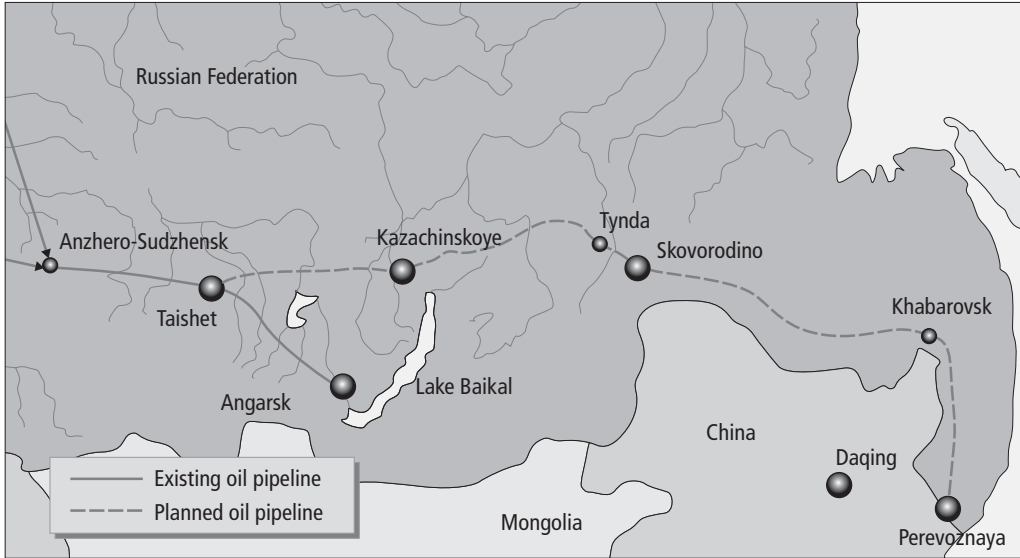 Russian Federation
Tynda
Anzhero-Sudzhensk
Kazachinskoye
Skovorodino
Taishet
Khabarovsk
Lake Baikal
Angarsk
China
Daqing
Existing oil pipeline
Planned oil pipeline
Mongolia
Perevoznaya